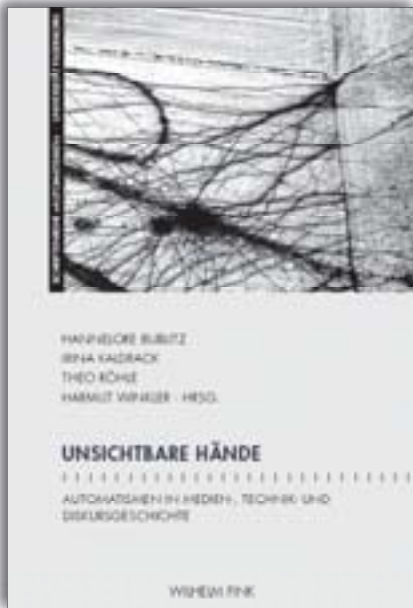 HANNELORE BUBLITZ
IRINA KALDRACK
THEO RÖHLE
HARTMUT WINKLER · HRSG.
UNSICHTBARE HÄNDE
AUTOMATISMEN IN MEDIEN-, TECHNIK- UND
DISKURSGESCHICHTE
WILHELM FINK